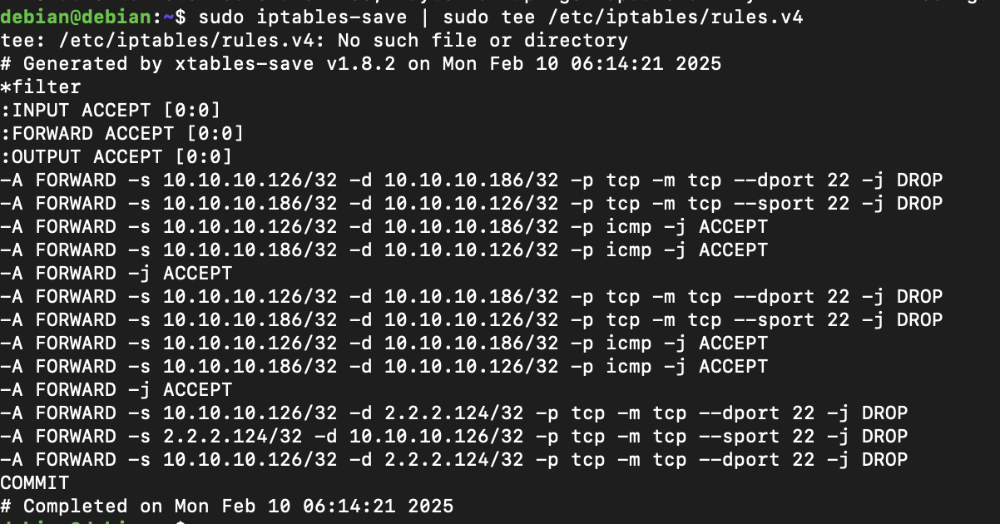 debian@debian:~$ sudo iptables-save | sudo tee /etc/iptables/rules.v4
tee: /etc/iptables/rules.v4: No such file or directory
# Generated by xtables-save v1.8.2 on Mon Feb 10 06:14:21 2025
*filter
:INPUT ACCEPT [0:0]
:FORWARD ACCEPT [0:0]
:OUTPUT ACCEPT [0:0]
-A FORWARD -s 10.10.10.126/32 -d 10.10.10.186/32 -p tcp -m tcp --dport 22 -j DROP
-A FORWARD -s 10.10.10.186/32 -d 10.10.10.126/32 -p tcp -m tcp --sport 22 -j DROP
-A FORWARD -s 10.10.10.126/32 -d 10.10.10.186/32 -p icmp -j ACCEPT
-A FORWARD -s 10.10.10.186/32 -d 10.10.10.126/32 -p icmp -j ACCEPT
-A FORWARD -j ACCEPT
-A FORWARD -s 10.10.10.126/32 -d 10.10.10.186/32 -p tcp -m tcp --dport 22 -j DROP
-A FORWARD -s 10.10.10.186/32 -d 10.10.10.126/32 -p tcp -m tcp --sport 22 -j DROP
-A FORWARD -s 10.10.10.126/32 -d 10.10.10.186/32 -p icmp -j ACCEPT
-A FORWARD -s 10.10.10.186/32 -d 10.10.10.126/32 -p icmp -j ACCEPT
-A FORWARD -j ACCEPT
-A FORWARD -s 10.10.10.126/32 -d 2.2.2.124/32 -p tcp -m tcp --dport 22 -j DROP
-A FORWARD -s 2.2.2.124/32 -d 10.10.10.126/32 -p tcp -m tcp --sport 22 -j DROP
-A FORWARD -s 10.10.10.126/32 -d 2.2.2.124/32 -p tcp -m tcp --dport 22 -j DROP
COMMIT
# Completed on Mon Feb 10 06:14:21 2025